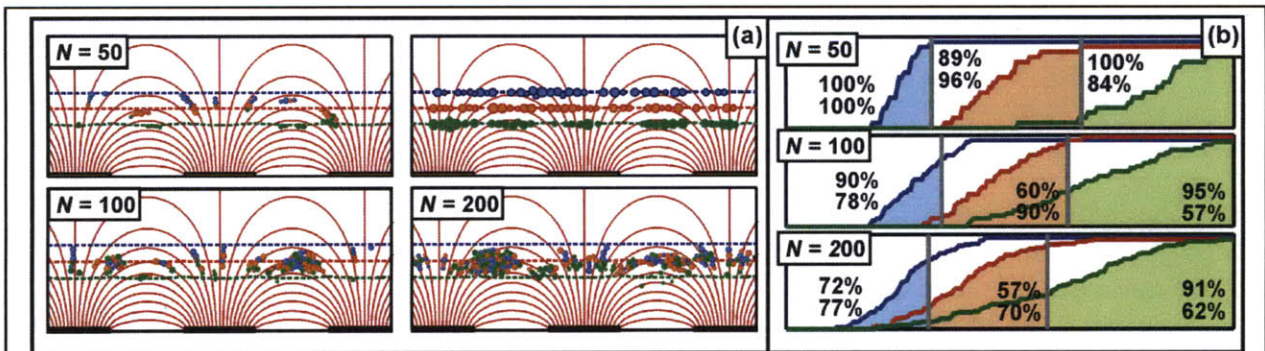 N = 50
(a)
N = 100
N = 200
(b)
N = 50
100%
100%
89%
96%
100%
84%
N = 100
90%
78%
60%
90%
95%
57%
N = 200
72%
77%
57%
70%
91%
62%